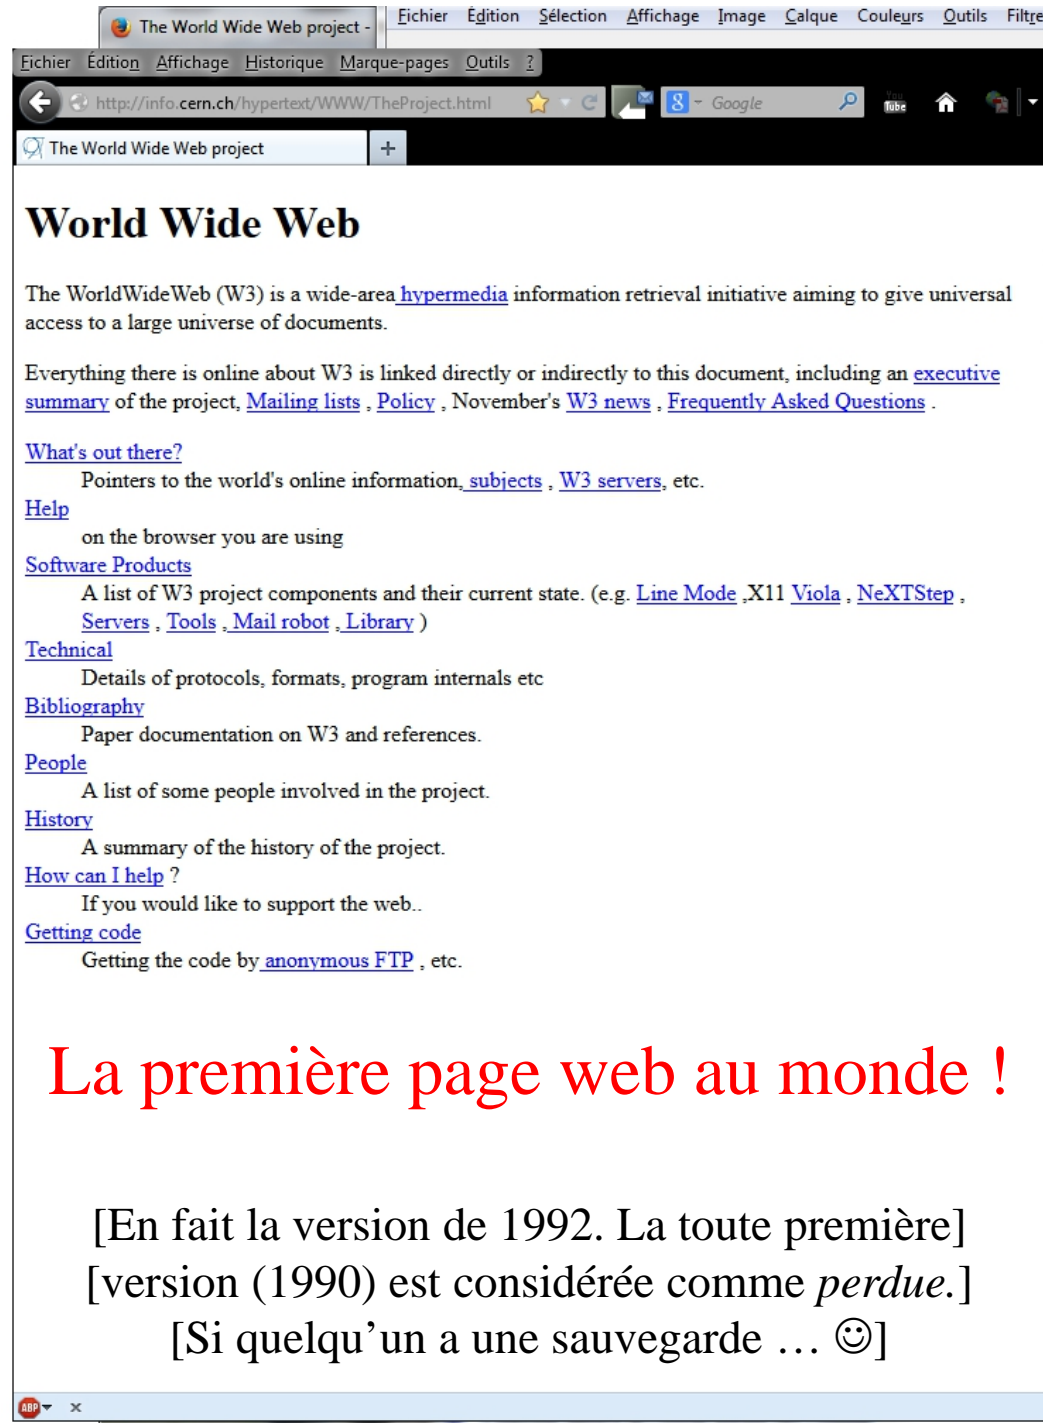 The World Wide Web project -
Fichier Édition Sélection Affichage Image Calque Couleurs Outils Filtre
Fichier Édition Affichage Historique Marque-pages Outils ?
http://info.cern.ch/hypertext/WWW/TheProject.html 8 Google You Tube
The World Wide Web project +
World Wide Web
The WorldWideWeb (W3) is a wide-area hypermedia information retrieval initiative aiming to give universal
access to a large universe of documents.
Everything there is online about W3 is linked directly or indirectly to this document, including an executive
summary of the project, Mailing lists , Policy , November's W3 news , Frequently Asked Questions .
What's out there?
Pointers to the world's online information, subjects , W3 servers, etc.
Help
on the browser you are using
Software Products
A list of W3 project components and their current state. (e.g. Line Mode ,X11 Viola , NeXTStep ,
Servers , Tools , Mail robot , Library )
Technical
Details of protocols, formats, program internals etc
Bibliography
Paper documentation on W3 and references.
People
A list of some people involved in the project.
History
A summary of the history of the project.
How can I help ?
If you would like to support the web..
Getting code
Getting the code by anonymous FTP , etc.
La première page web au monde !
[En fait la version de 1992. La toute première]
[version (1990) est considérée comme perdue.]
[Si quelqu’un a une sauvegarde … ☺]
ABP x